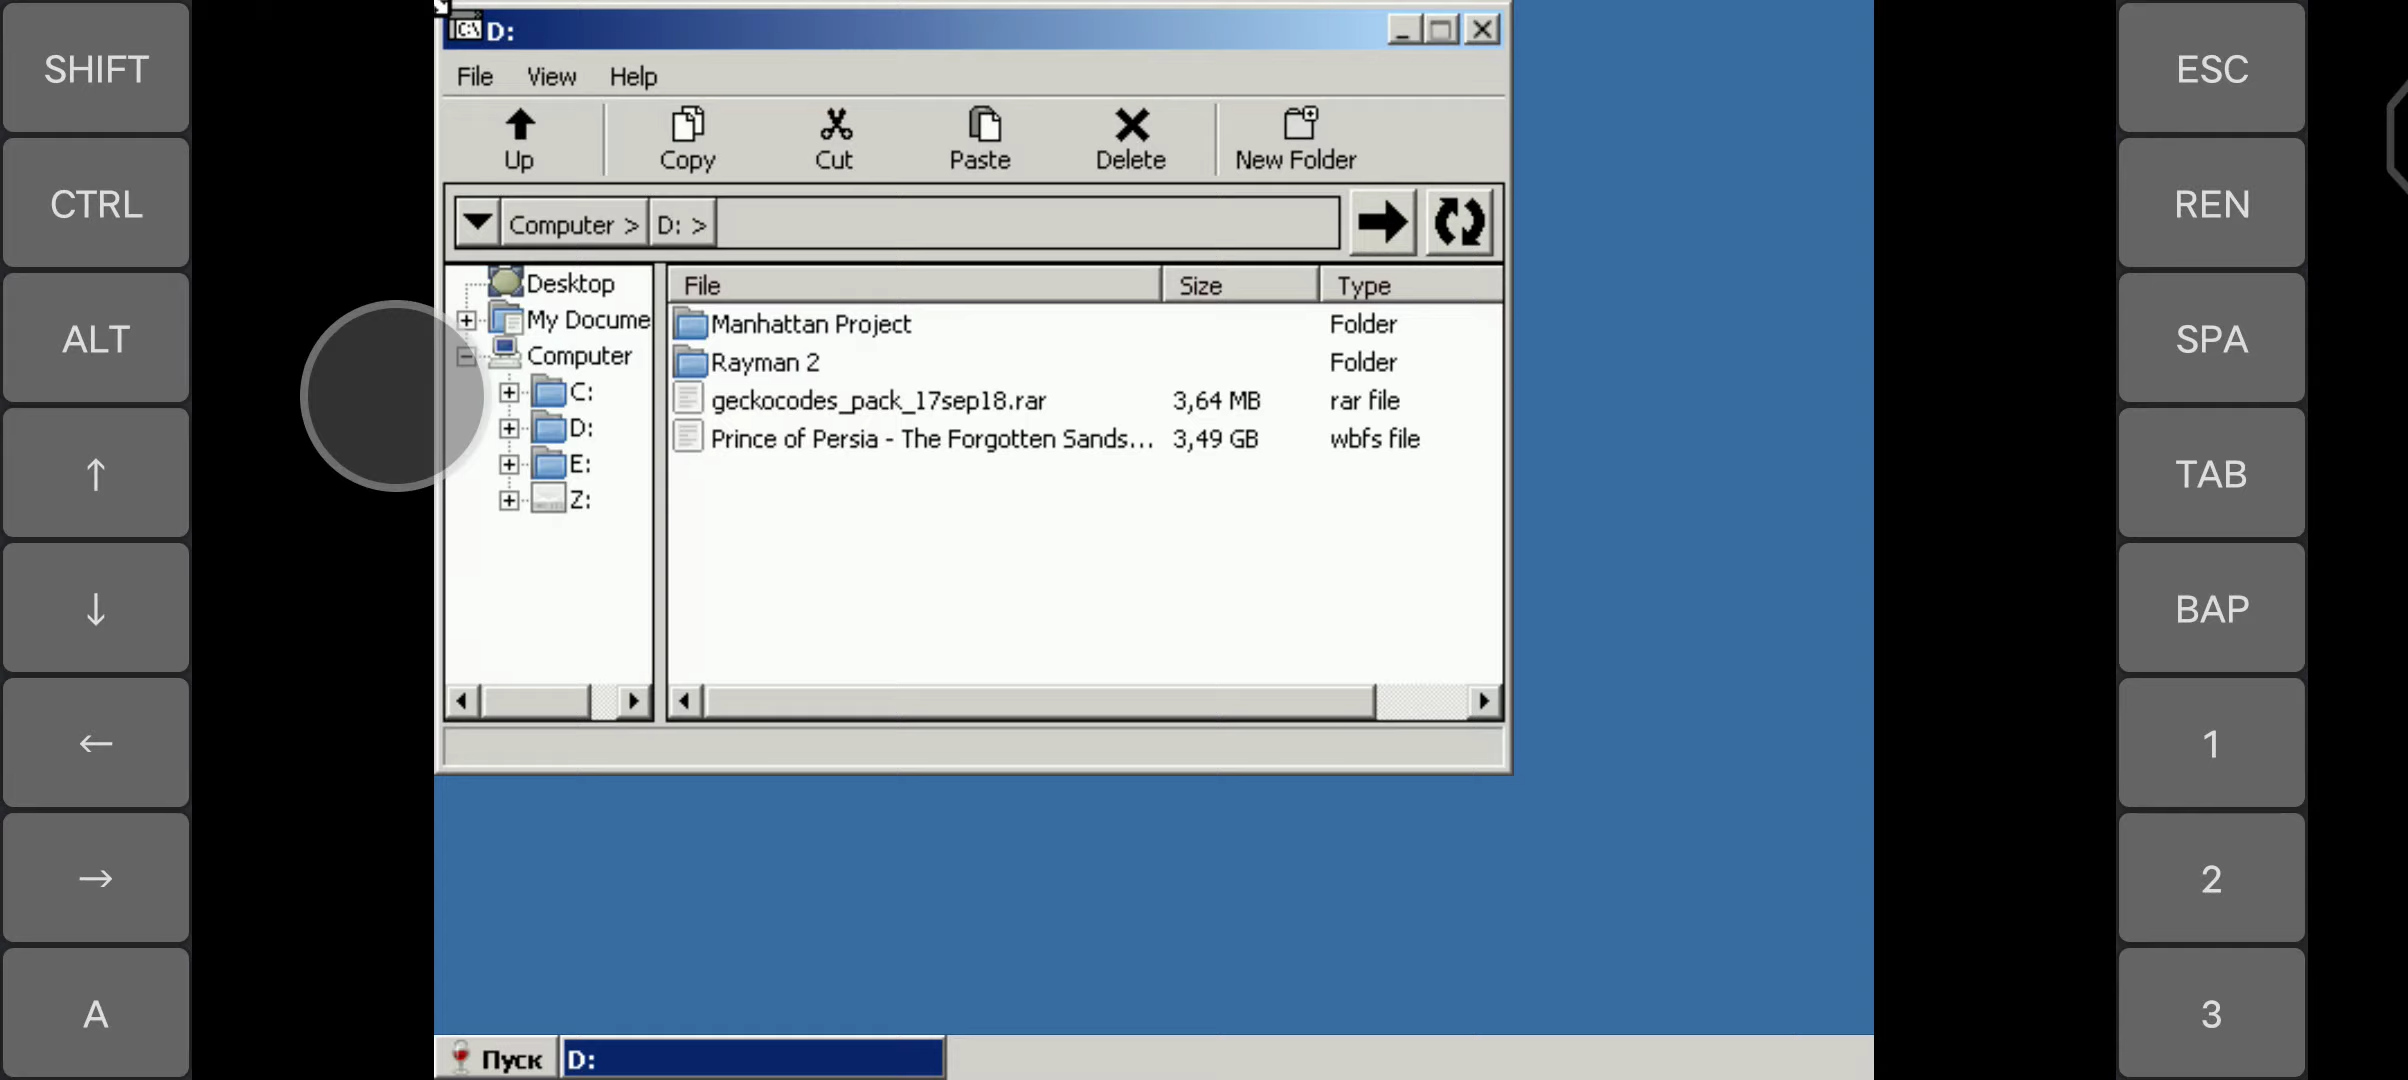 SHIFT
CTRL
ALT
↑
↓
←
→
A
C:\ D:
File View Help
Up Copy Cut Paste Delete New Folder
Computer > D: >
Desktop
My Docume
Computer
C:
D:
E:
Z:
File Size Type
Manhattan Project Folder
Rayman 2 Folder
geckocodes_pack_17sep18.rar 3,64 MB rar file
Prince of Persia - The Forgotten Sands... 3,49 GB wbfs file
Пуск D:
ESC
REN
SPA
TAB
BAP
1
2
3